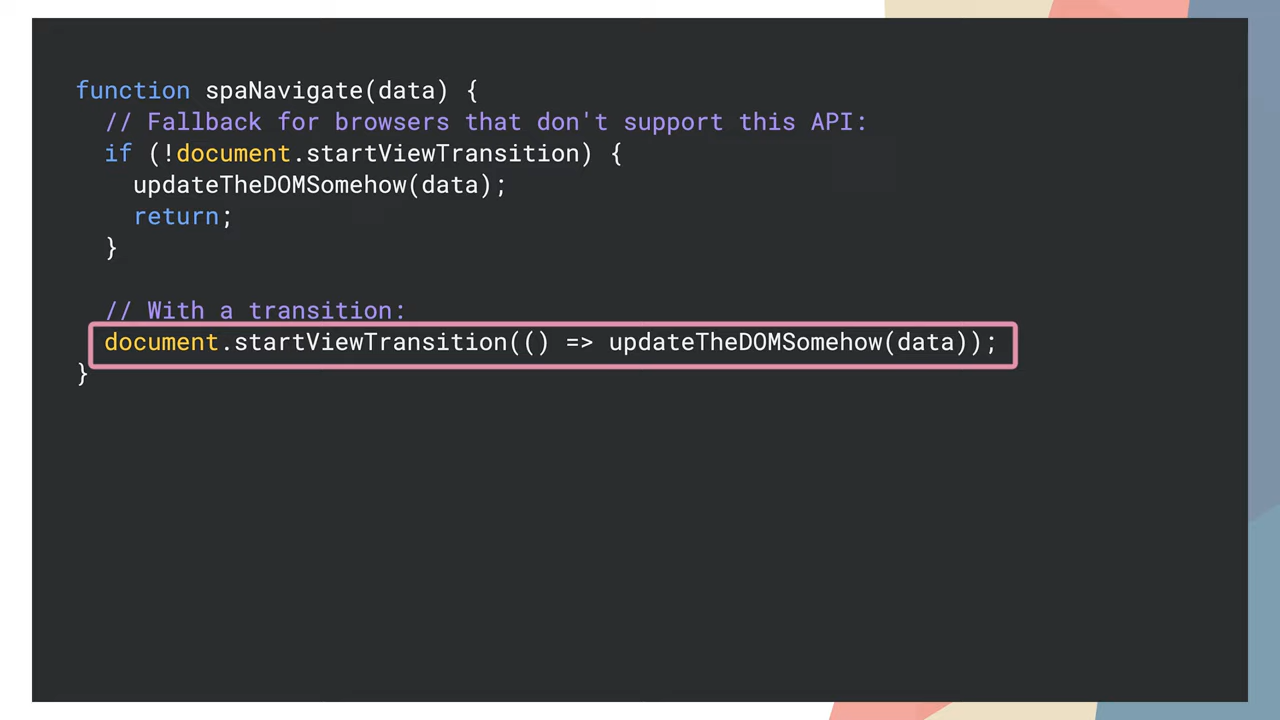 function spaNavigate(data) {
// Fallback for browsers that don't support this API:
if (!document.startViewTransition) {
updateTheDOMSomehow(data);
return;
}
// With a transition:
document.startViewTransition(() => updateTheDOMSomehow(data));
}